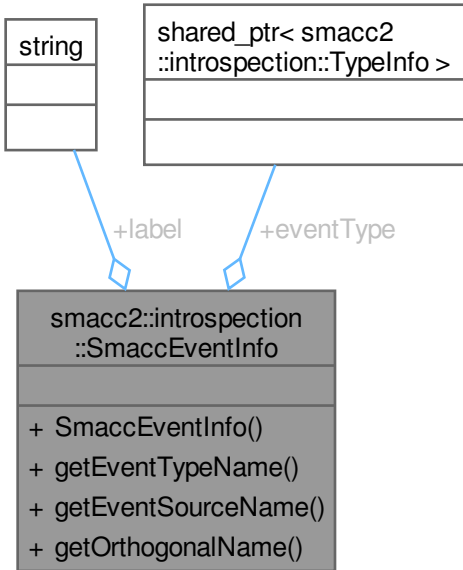 string
shared_ptr< smacc2
::introspection::TypeInfo >
+label
+eventType
smacc2::introspection
::SmaccEventInfo
+ SmaccEventInfo()
+ getEventTypeName()
+ getEventSourceName()
+ getOrthogonalName()